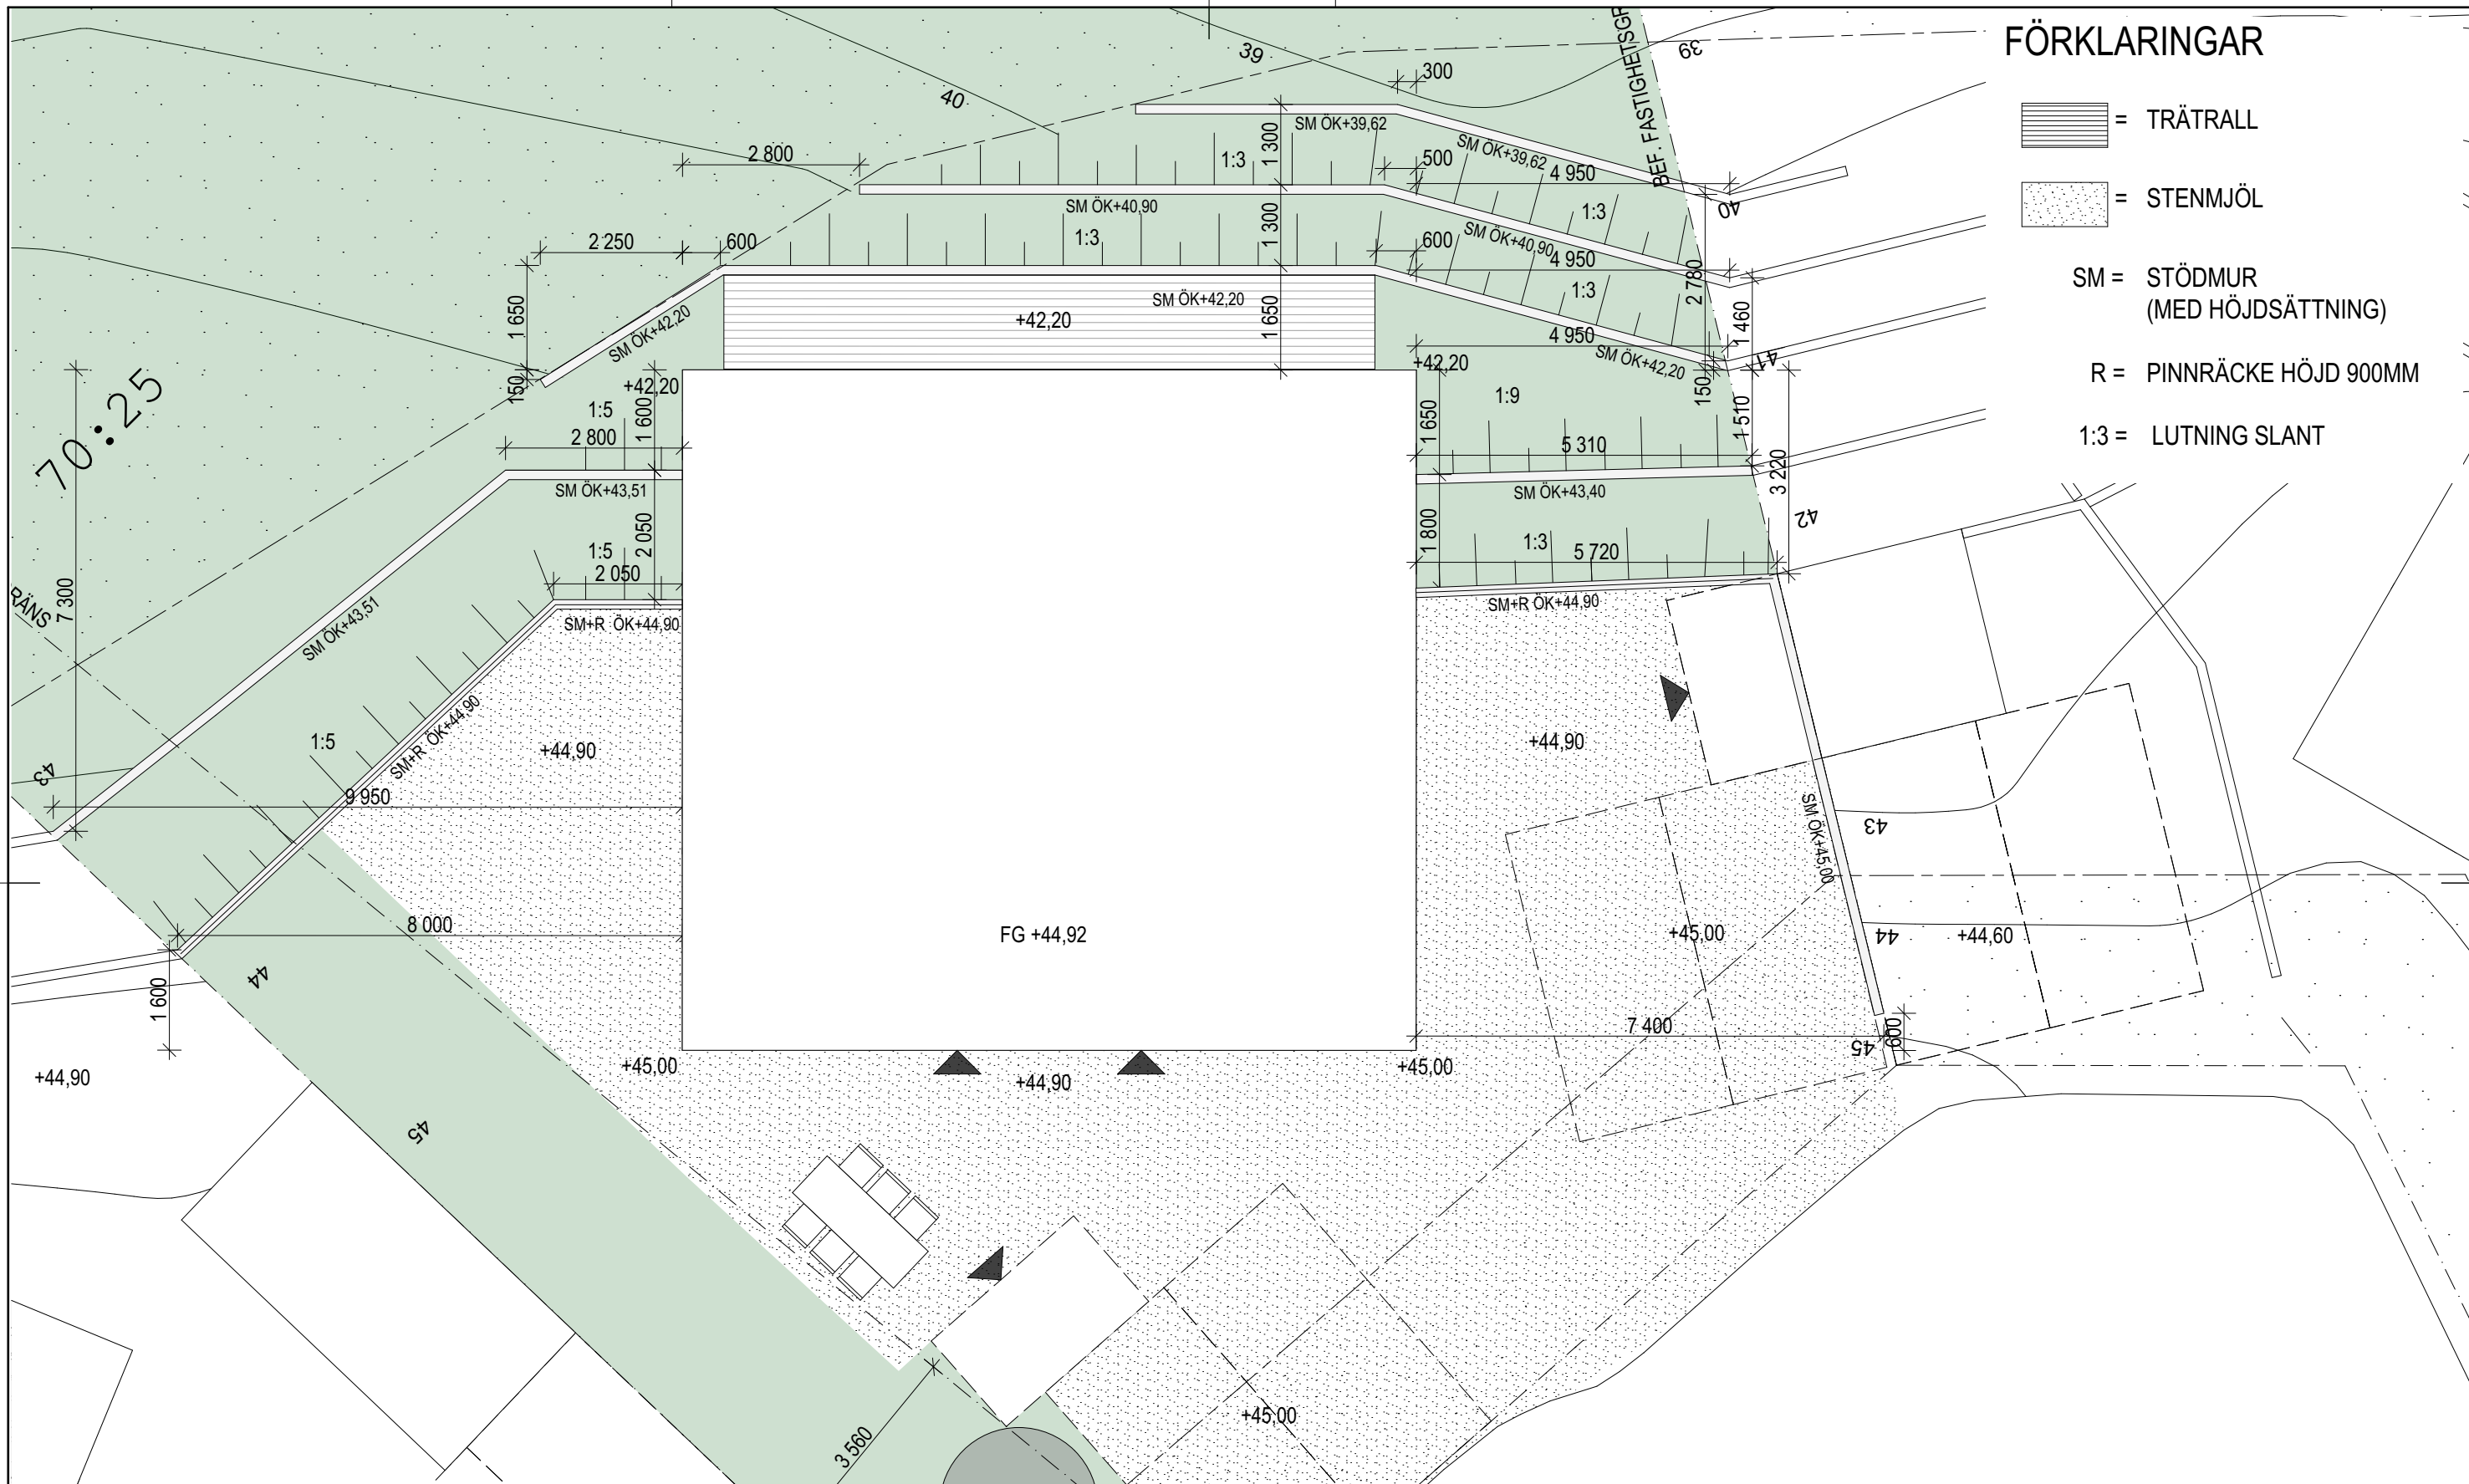 FÖRKLARINGAR
= TRÄTRALL
= STENMJÖL
SM = STÖDMUR
(MED HÖJDSÄTTNING)
R = PINNRÄCKE HÖJD 900MM
1:3 = LUTNING SLANT
39
39
40
300
BEF. FASTIGHETSGR
SM ÖK+39,62
1 300
2 800
1:3
500
SM ÖK+39,62
4 950
40
SM ÖK+40,90
1:3
1 300
1:3
2 250
600
600
SM ÖK+40,90
4 950
2 780
1 650
SM ÖK+42,20
+42,20
SM ÖK+42,20
1 650
1:3
1 460
4 950
SM ÖK+42,20
41
150
+42,20
+42,20
150
70:25
1:5
1 600
2 800
1 650
1:9
1 510
5 310
3 220
SM ÖK+43,51
SM ÖK+43,40
42
1:5
2 050
2 050
1 800
1:3
5 720
RÄNS
7 300
SM ÖK+43,51
SM+R ÖK+44,90
SM+R ÖK+44,90
1:5
SM+R ÖK+44,90
+44,90
+44,90
43
9 950
SM ÖK+45,00
43
8 000
FG +44,92
+45,00
44
+44,60
44
1 600
7 400
45
600
+44,90
+45,00
+44,90
+45,00
45
+45,00
3 560